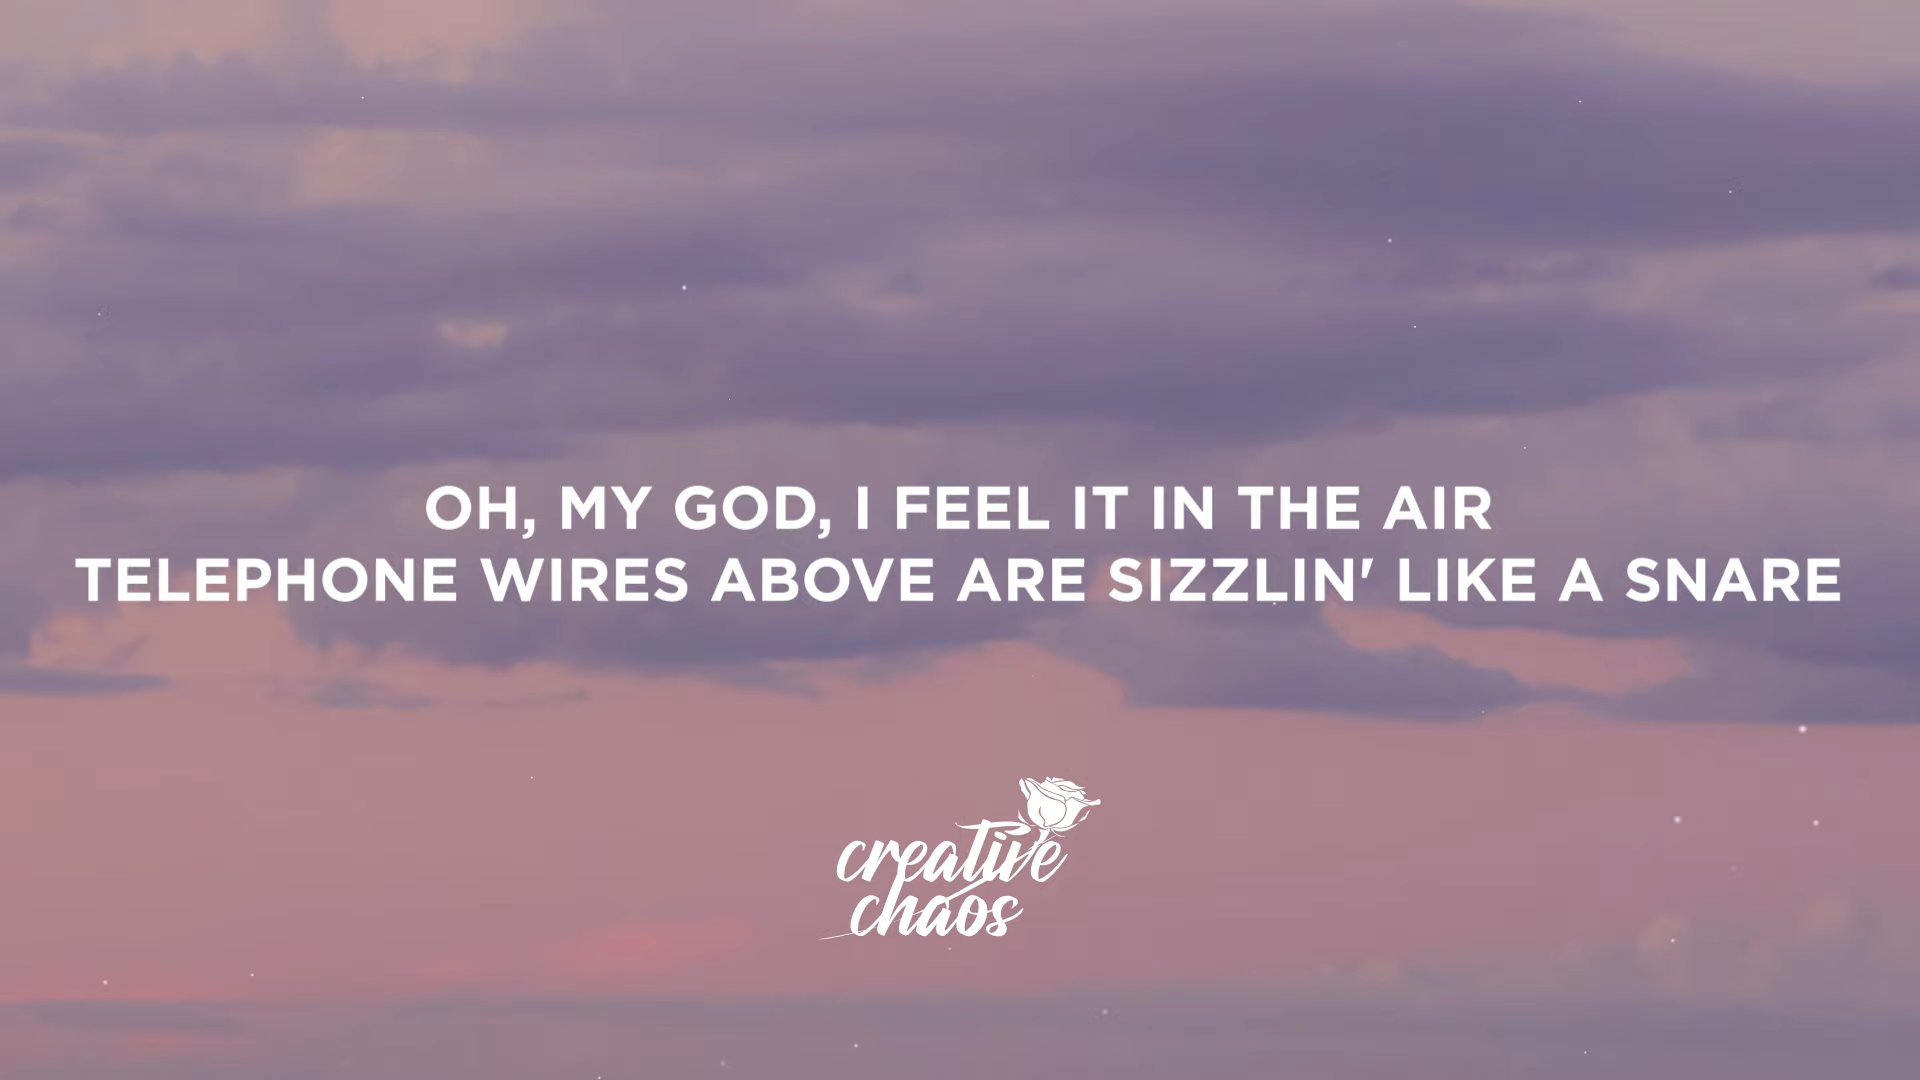 OH, MY GOD, I FEEL IT IN THE AIR
TELEPHONE WIRES ABOVE ARE SIZZLIN' LIKE A SNARE
creative
chaos